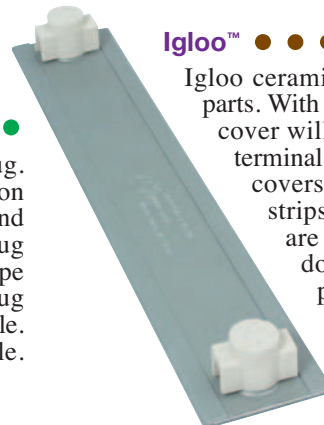 Igloo™
Igloo cerami
parts. With
cover will
terminal
covers
strips
are
do
p
ug.
on
nd
ug
pe
ug
le.
le.